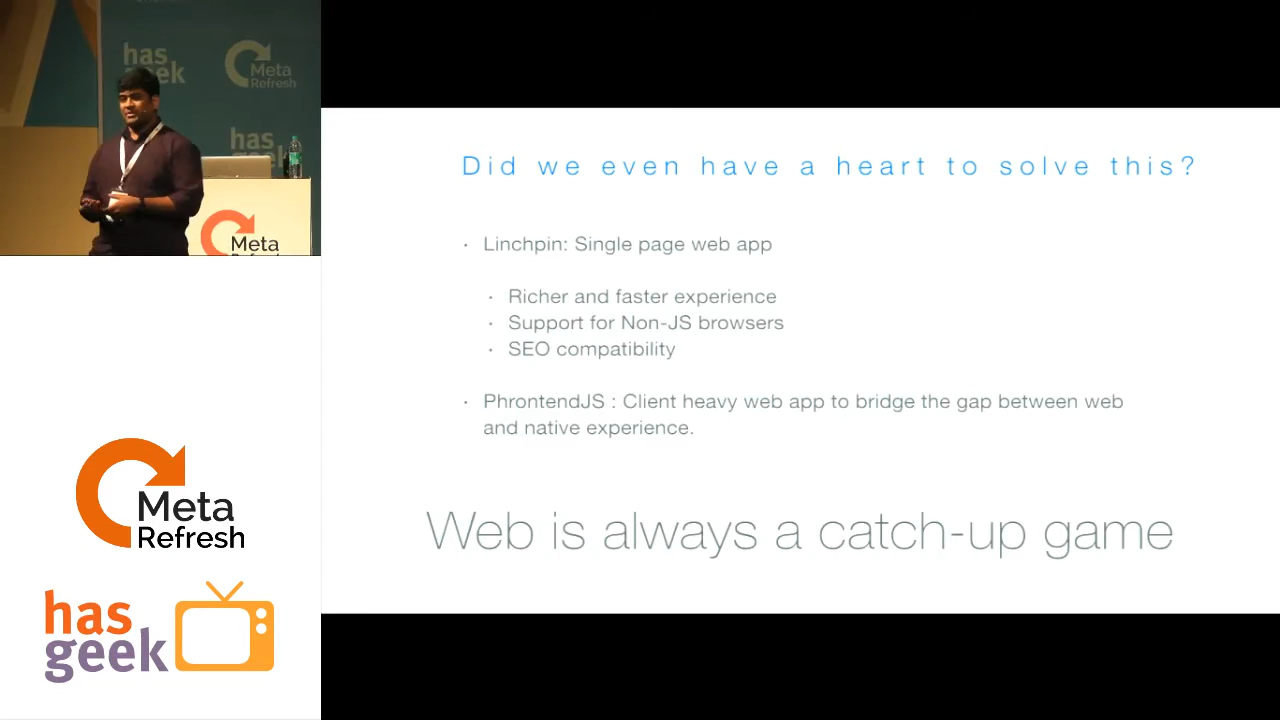 has
geek
Meta
Refresh
has
geek
Meta
Did we even have a heart to solve this?
• Linchpin: Single page web app
• Richer and faster experience
• Support for Non-JS browsers
• SEO compatibility
• PhrontendJS : Client heavy web app to bridge the gap between web
and native experience.
Web is always a catch-up game
Meta
Refresh
has
geek